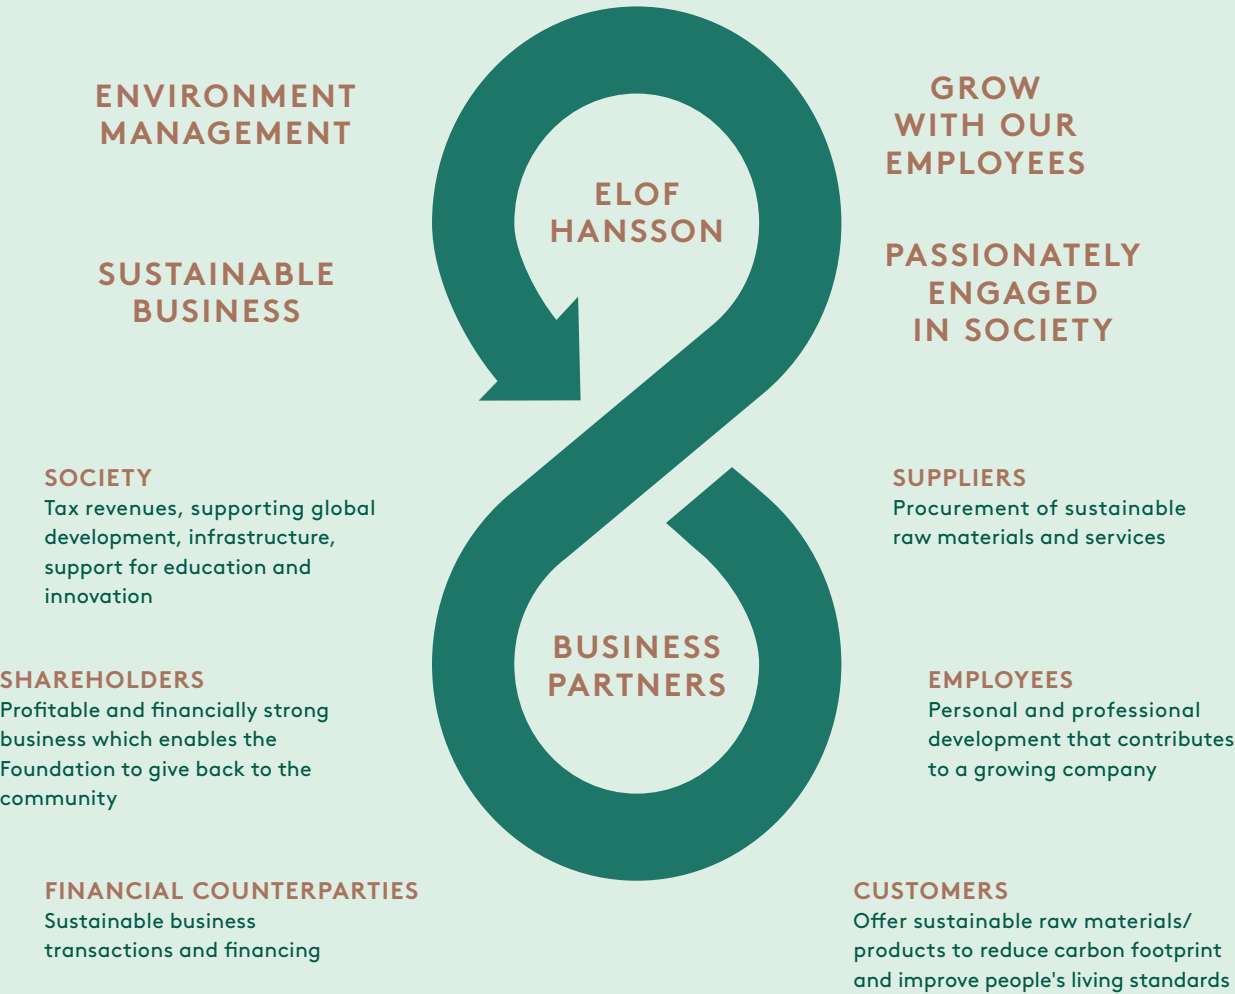 ENVIRONMENT
MANAGEMENT
SUSTAINABLE
BUSINESS
ELOF
HANSSON
GROW
WITH OUR
EMPLOYEES
PASSIONATELY
ENGAGED
IN SOCIETY
SOCIETY
Tax revenues, supporting global
development, infrastructure,
support for education and
innovation
SHAREHOLDERS
Profitable and financially strong
business which enables the
Foundation to give back to the
community
FINANCIAL COUNTERPARTIES
Sustainable business
transactions and financing
BUSINESS
PARTNERS
SUPPLIERS
Procurement of sustainable
raw materials and services
EMPLOYEES
Personal and professional
development that contributes
to a growing company
CUSTOMERS
Offer sustainable raw materials/
products to reduce carbon footprint
and improve people's living standards